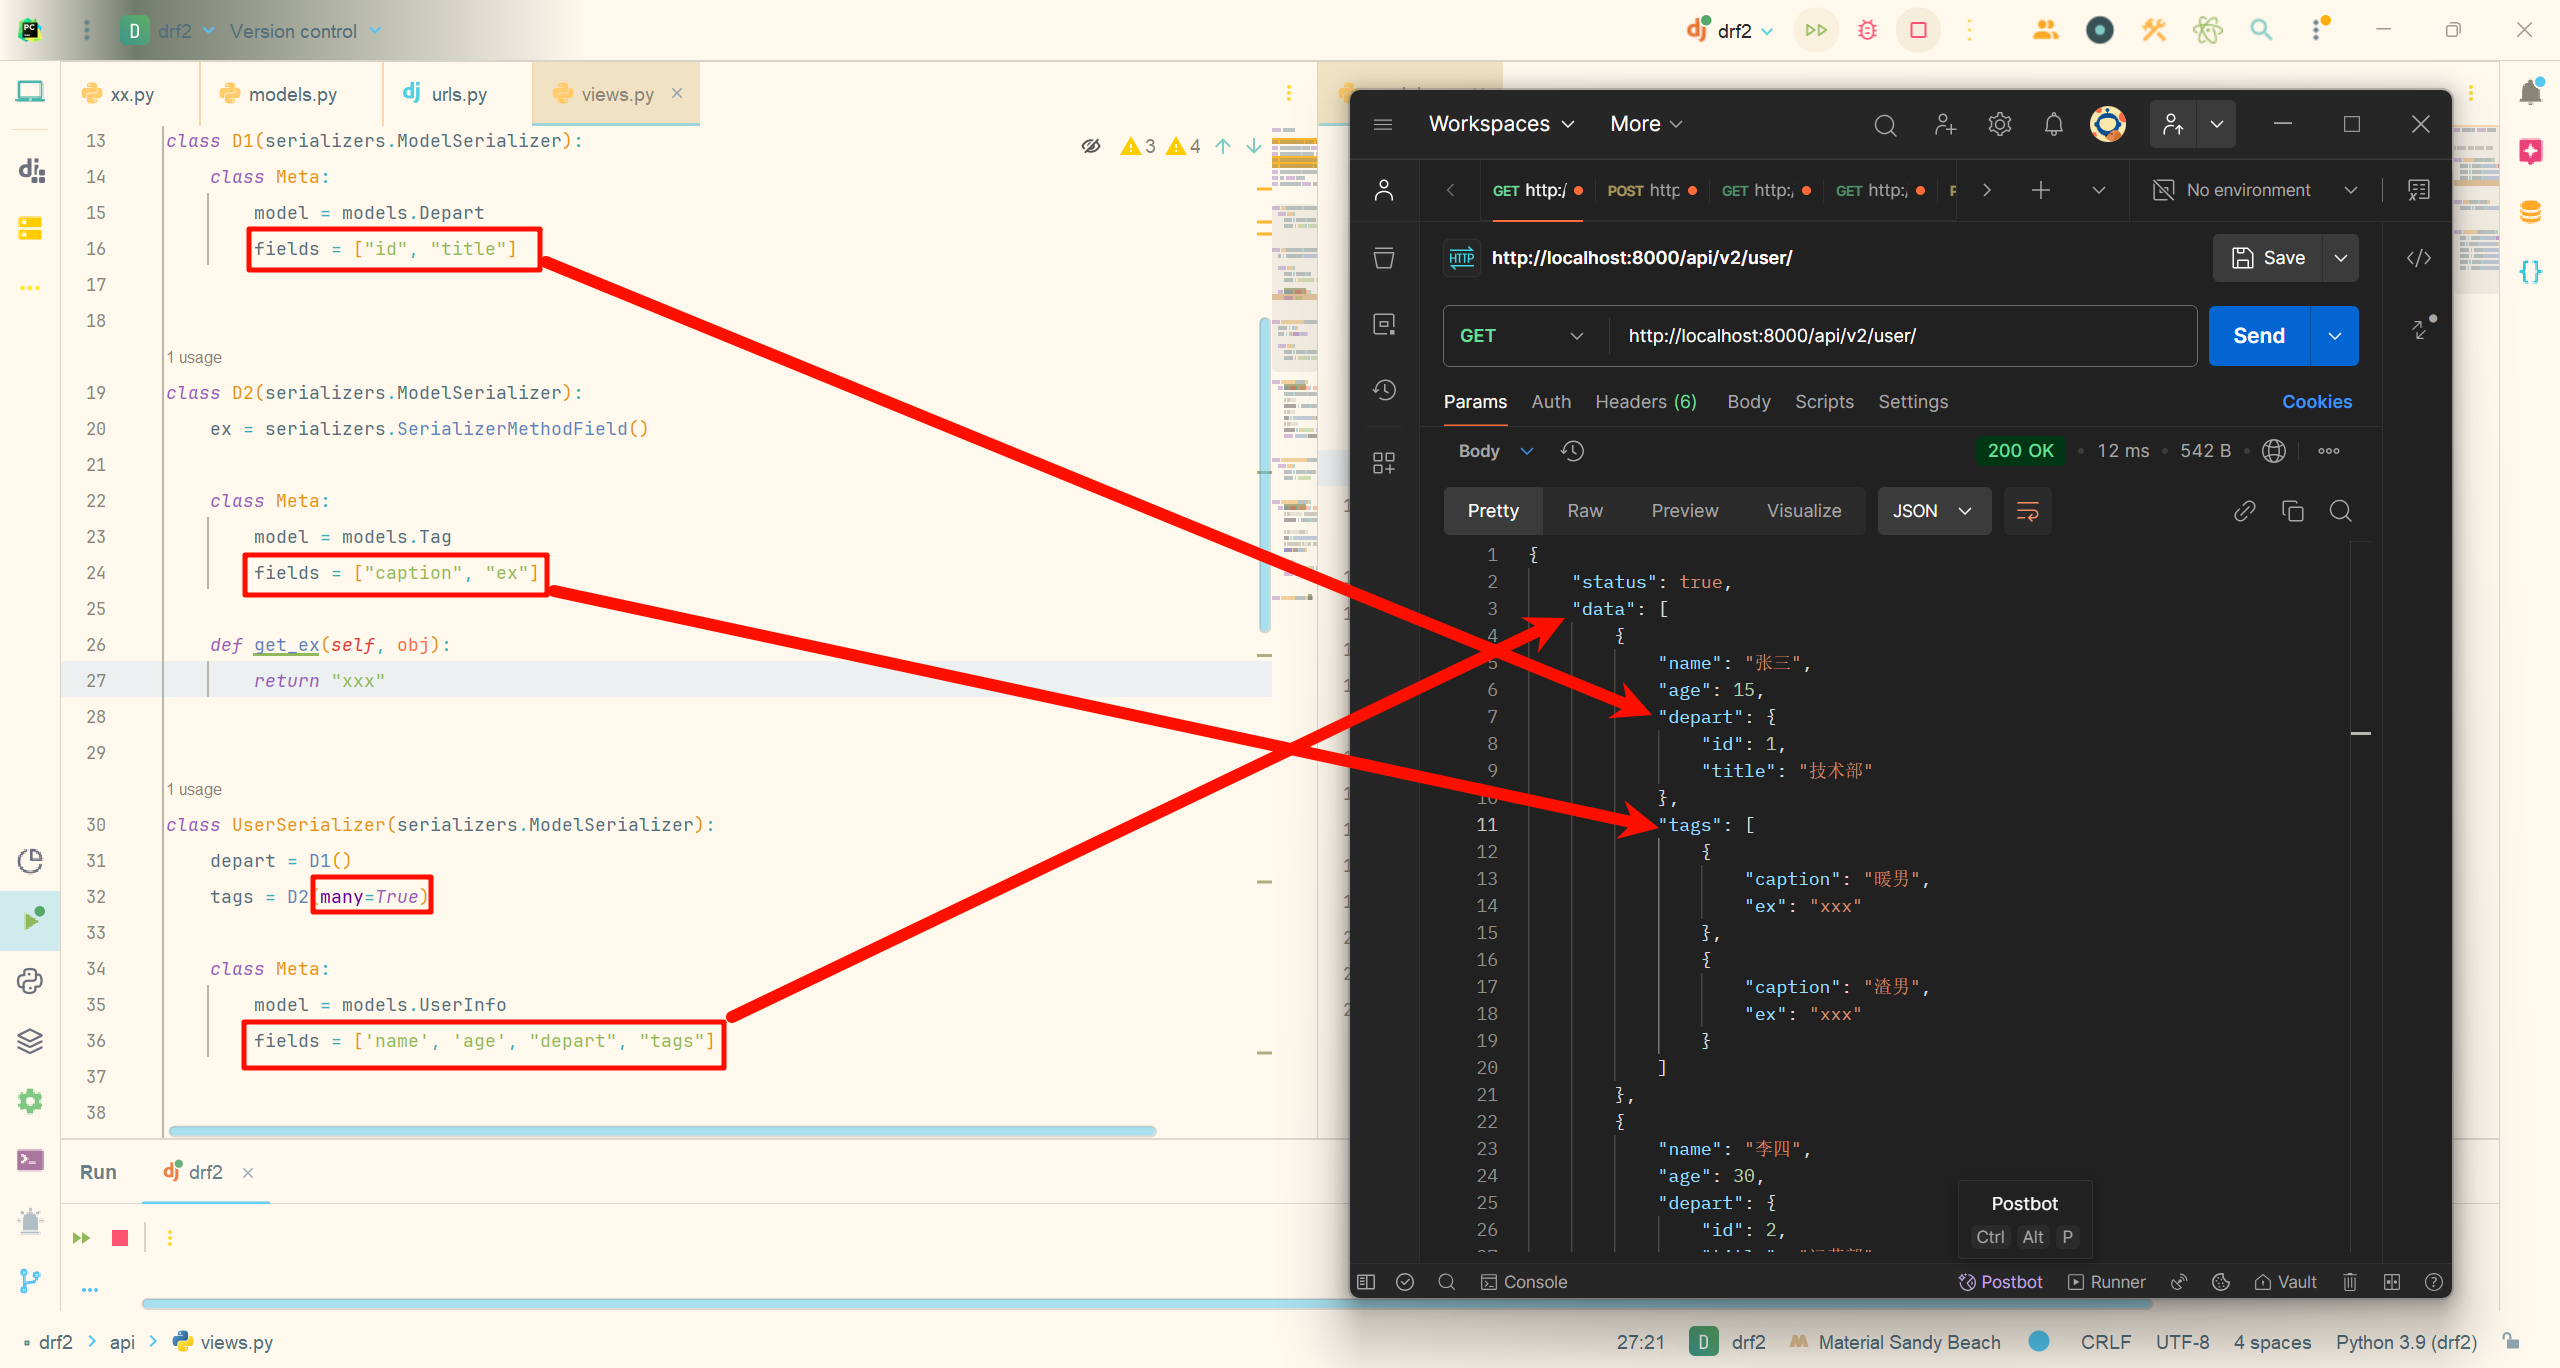 D drf2 Version control
drf2
xx.py models.py urls.py views.py
3 4
13 class D1(serializers.ModelSerializer):
14 class Meta:
15 model = models.Depart
16 fields = ["id", "title"]
17
18
1 usage
19 class D2(serializers.ModelSerializer):
20 ex = serializers.SerializerMethodField()
21
22 class Meta:
23 model = models.Tag
24 fields = ["caption", "ex"]
25
26 def get_ex(self, obj):
27 return "xxx"
28
29
1 usage
30 class UserSerializer(serializers.ModelSerializer):
31 depart = D1()
32 tags = D2(many=True)
33
34 class Meta:
35 model = models.UserInfo
36 fields = ['name', 'age', "depart", "tags"]
37
38
Run drf2
Workspaces More
GET http:/ POST http GET http: GET http: No environment
HTTP http://localhost:8000/api/v2/user/ Save
GET http://localhost:8000/api/v2/user/ Send
Params Auth Headers (6) Body Scripts Settings Cookies
Body 200 OK 12 ms 542 B
Pretty Raw Preview Visualize JSON
1 {
2 "status": true,
3 "data": [
4 {
5 "name": "张三",
6 "age": 15,
7 "depart": {
8 "id": 1,
9 "title": "技术部"
10 },
11 "tags": [
12 {
13 "caption": "暖男",
14 "ex": "xxx"
15 },
16 {
17 "caption": "渣男",
18 "ex": "xxx"
19 }
20 ]
21 },
22 {
23 "name": "李四",
24 "age": 30,
25 "depart": {
26 "id": 2,
Postbot
Ctrl Alt P
Console Postbot Runner Vault
drf2 > api > views.py
27:21 D drf2 Material Sandy Beach CRLF UTF-8 4 spaces Python 3.9 (drf2)